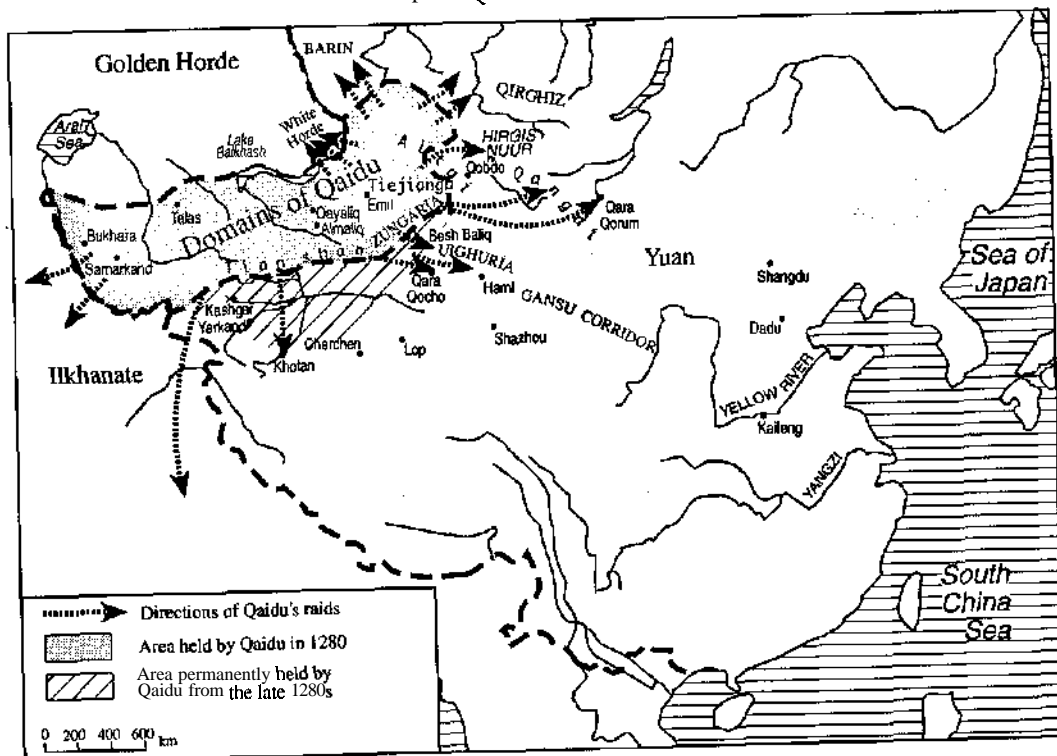 Golden Horde
BARIN
QIRGHIZ
Aral
Sea
Lake
Balkhash
White
Horde
HIRGIS
NUUR
Qobdo
Domains of Qaidu
Tiejiangu
Emil
Talas
Qayaliq
Almaliq
ZUNGARIA
Besh Baliq
Qara
Qorum
Bukhara
Samarkand
Tian shan
UIGHURIA
Yuan
Shangdu
Sea of
Japan
Qara
Qocho
Hami
GANSU CORRIDOR
Kashgar
Yarkand
Dadu
Shazhou
Cherchen
Lop
Khotan
Ilkhanate
YELLOW RIVER
Kaifeng
YANGZI
South
China
Sea
Directions of Qaidu's raids
Area held by Qaidu in 1280
Area permanently held by
Qaidu from the late 1280s
0 200 400 600 km